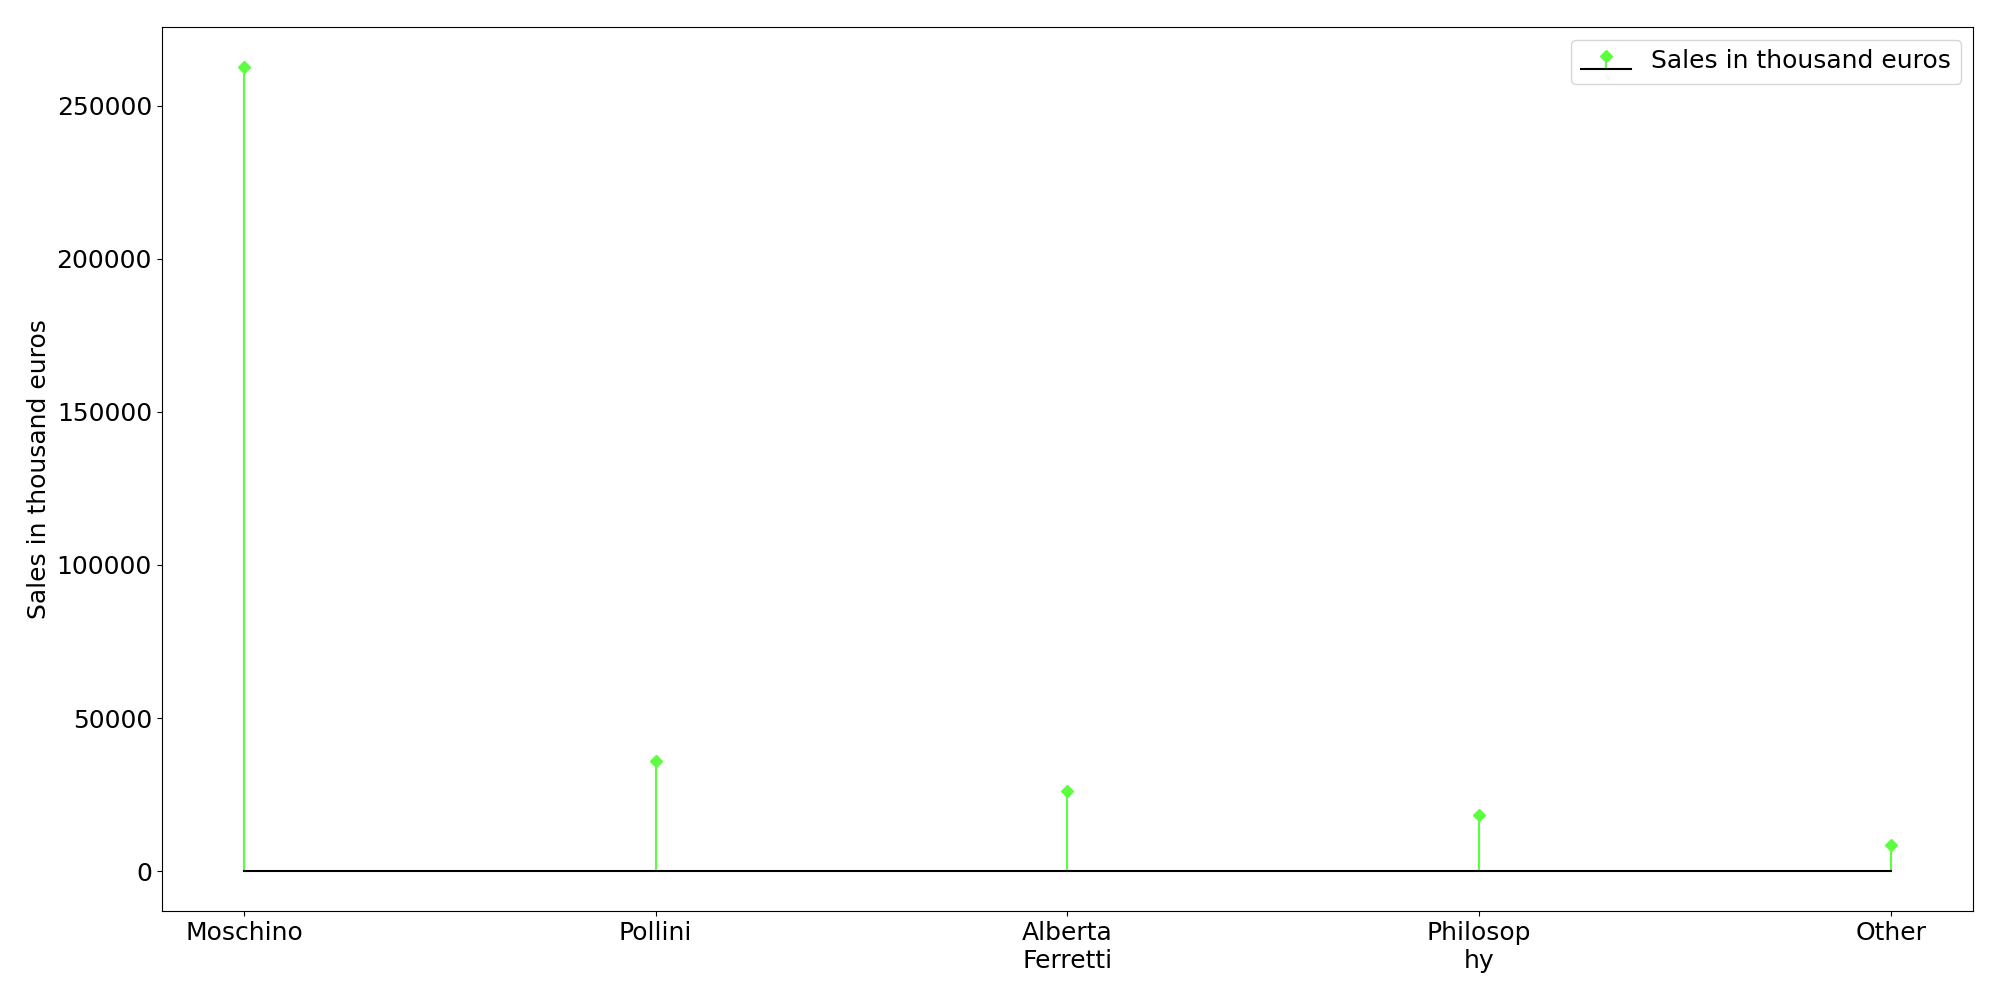 Sales in thousand euros
250000
200000
150000
100000
50000
0
Sales in thousand euros
Moschino
Pollini
Alberta
Ferretti
Philosop
hy
Other